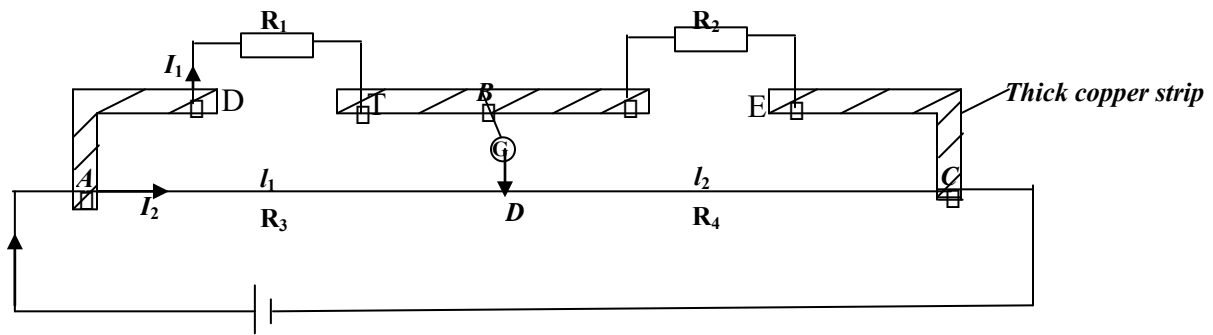 R₁ R₂
I₁ D T B E Thick copper strip
G
A l₁ l₂ C
I₂ R₃ D R₄